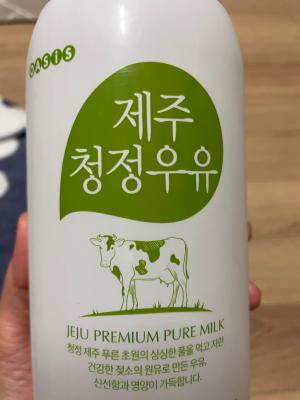 OASIS
제주
청정우유
JEJU PREMIUM PURE MILK
청정 제주 푸른 초원의 싱싱한 풀을 먹고 자란
건강한 젖소의 원유로 만든 우유,
신선함과 영양이 가득합니다.